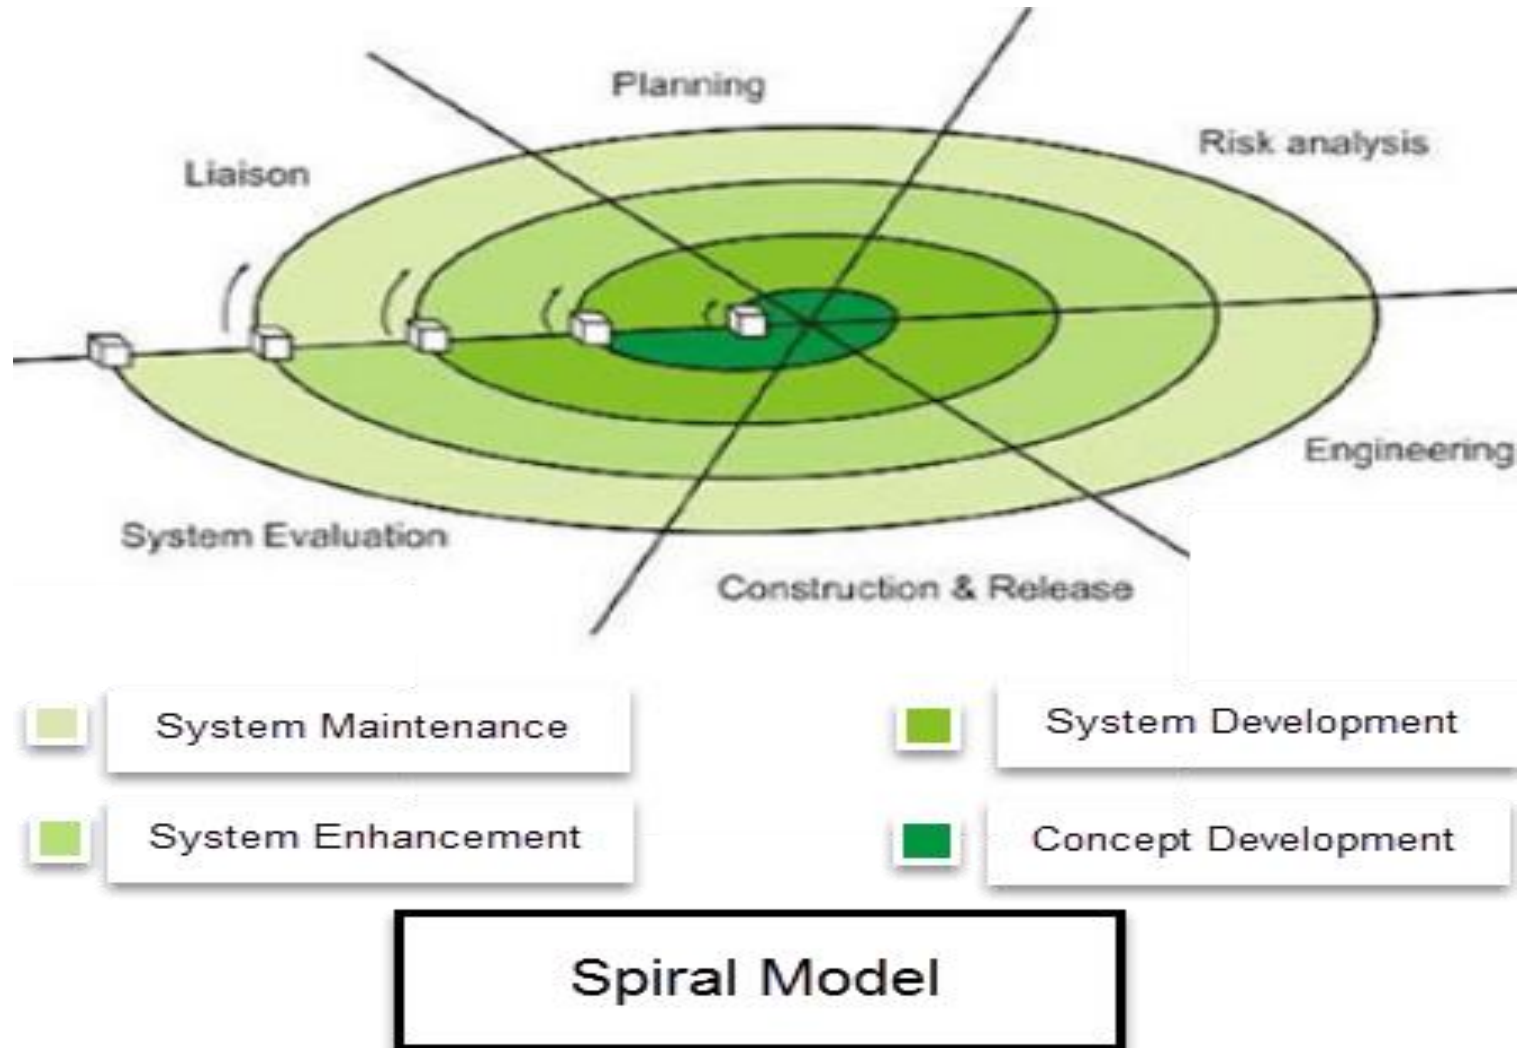 Planning
Risk analysis
Liaison
Engineering
System Evaluation
Construction & Release
System Maintenance
System Development
System Enhancement
Concept Development
Spiral Model